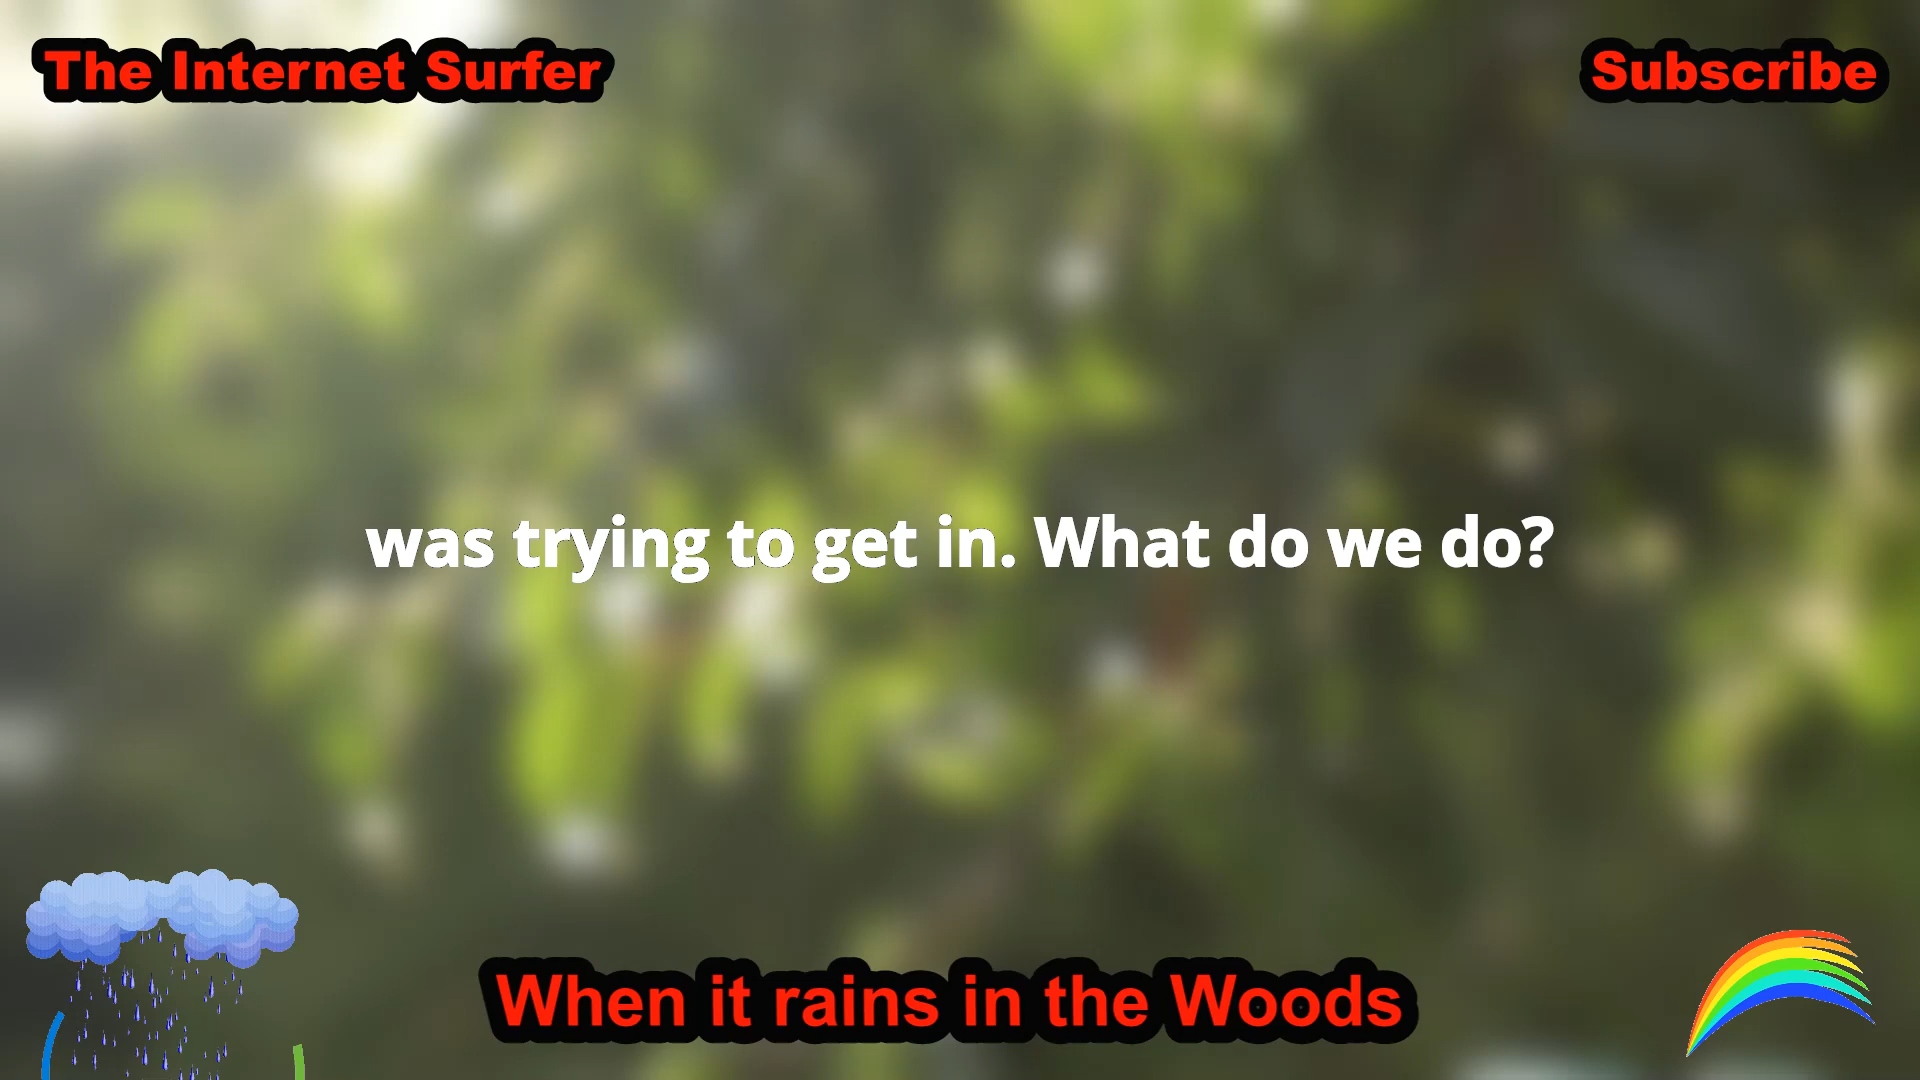 The Internet Surfer
Subscribe
was trying to get in. What do we do?
When it rains in the Woods